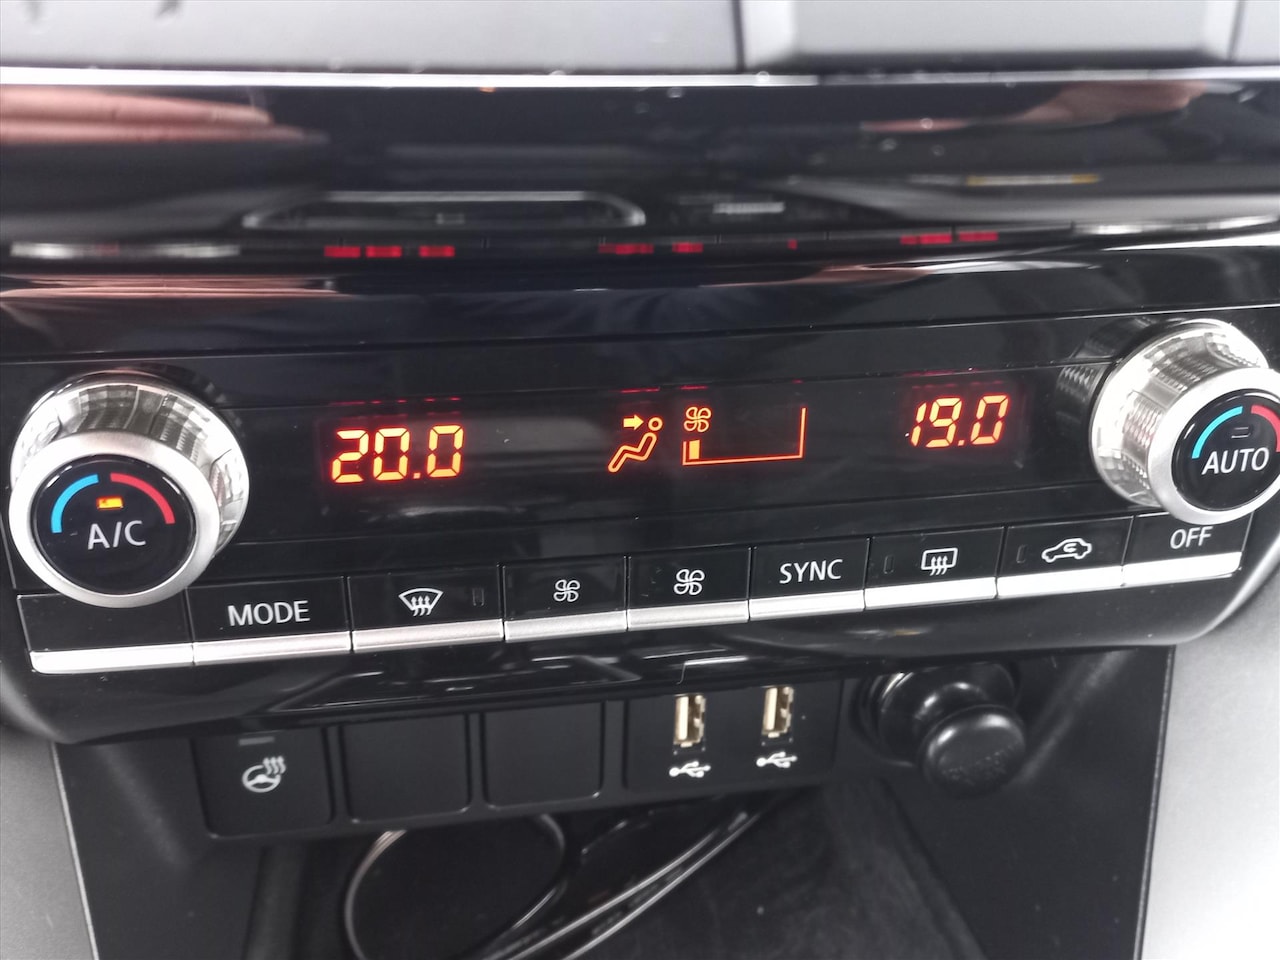 20.0
19.0
A/C
AUTO
MODE
SYNC
OFF